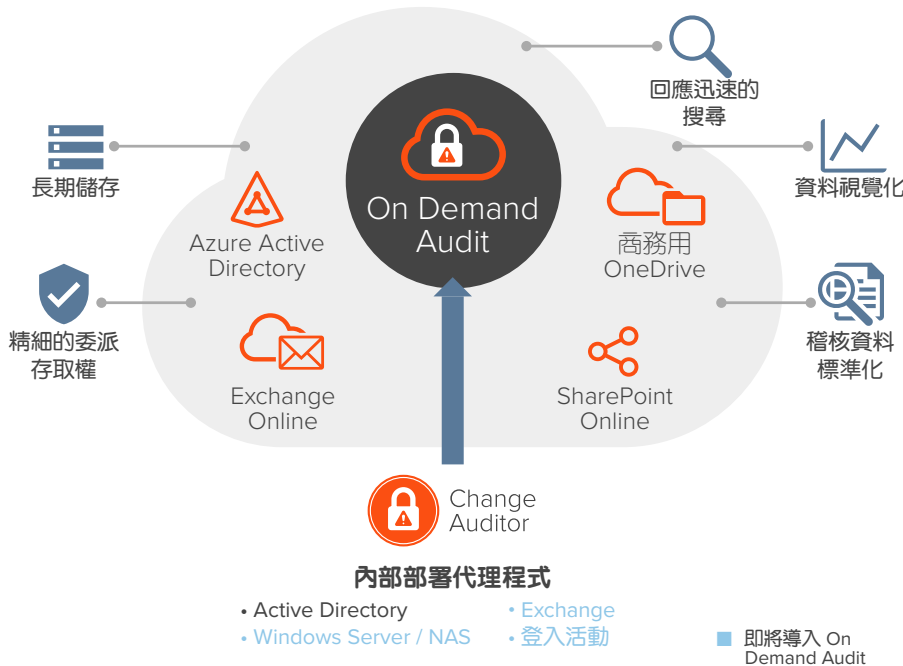 回應迅速的
搜尋
長期儲存
資料視覺化
On Demand
Audit
Azure Active
Directory
商務用
OneDrive
精細的委派
存取權
稽核資料
標準化
Exchange
Online
SharePoint
Online
Change
Auditor
內部部署代理程式
• Active Directory
• Exchange
• Windows Server / NAS
• 登入活動
即將導入 On
Demand Audit